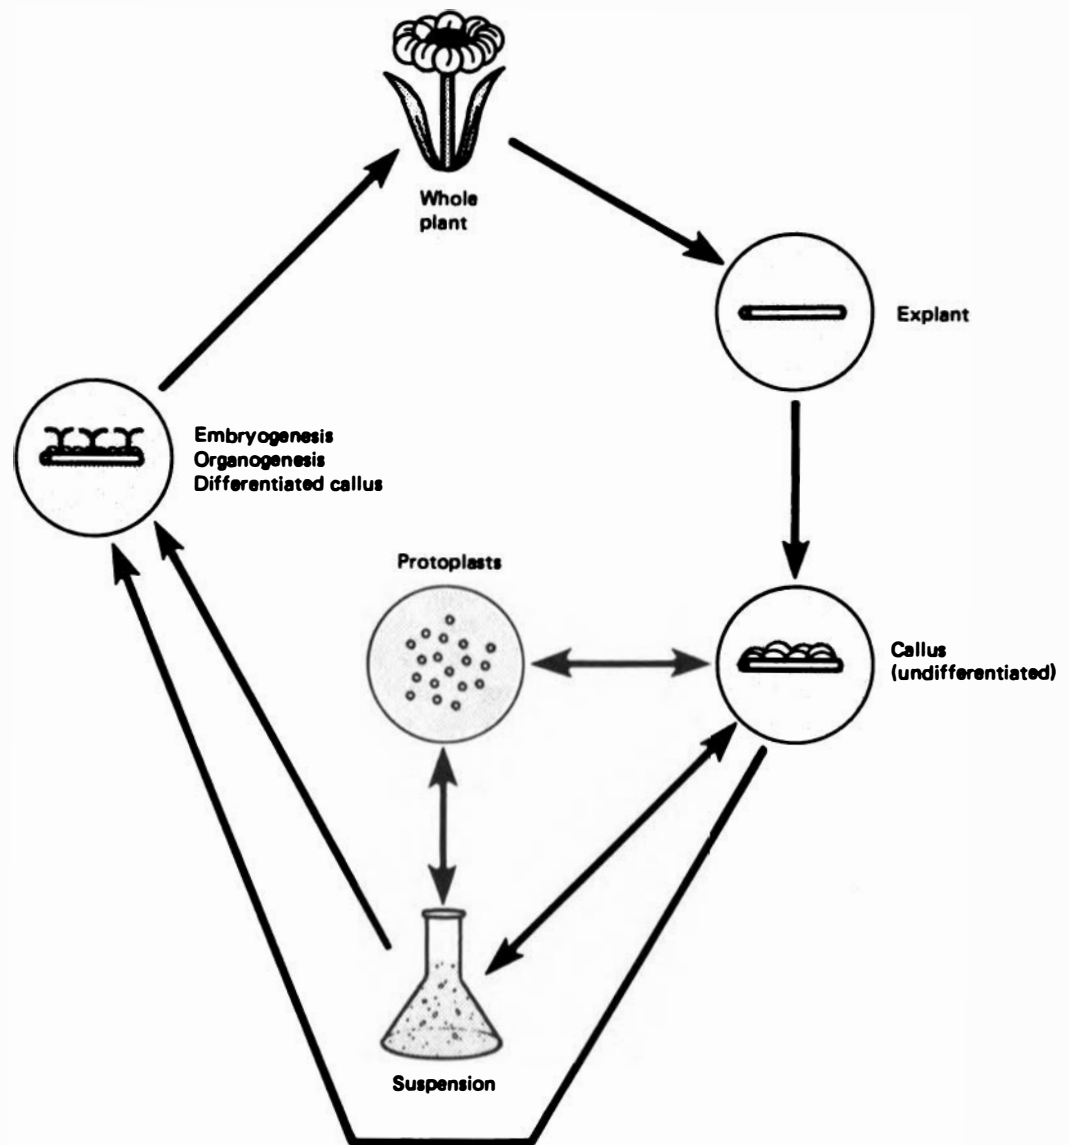 Whole
plant
Explant
Embryogenesis
Organogenesis
Differentiated callus
Protoplasts
Callus
(undifferentiated)
Suspension